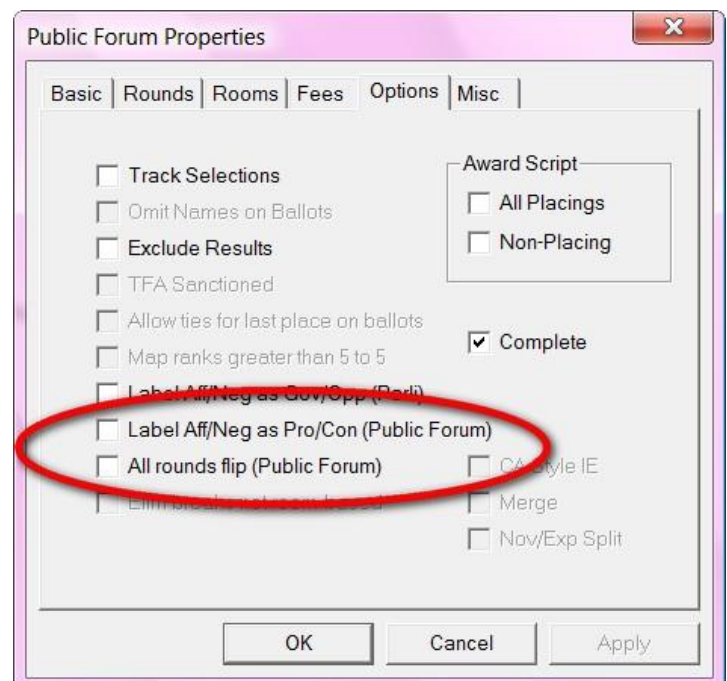 Public Forum Properties
Basic Rounds Rooms Fees Options Misc
Track Selections
Omit Names on Ballots
Exclude Results
TFA Sanctioned
Allow ties for last place on ballots
Map ranks greater than 5 to 5
Label Aff/Neg as Gov/Opp (Parli)
Label Aff/Neg as Pro/Con (Public Forum)
All rounds flip (Public Forum)
Award Script
All Placings
Non-Placing
Complete
CA Style IE
Merge
Nov/Exp Split
OK Cancel Apply